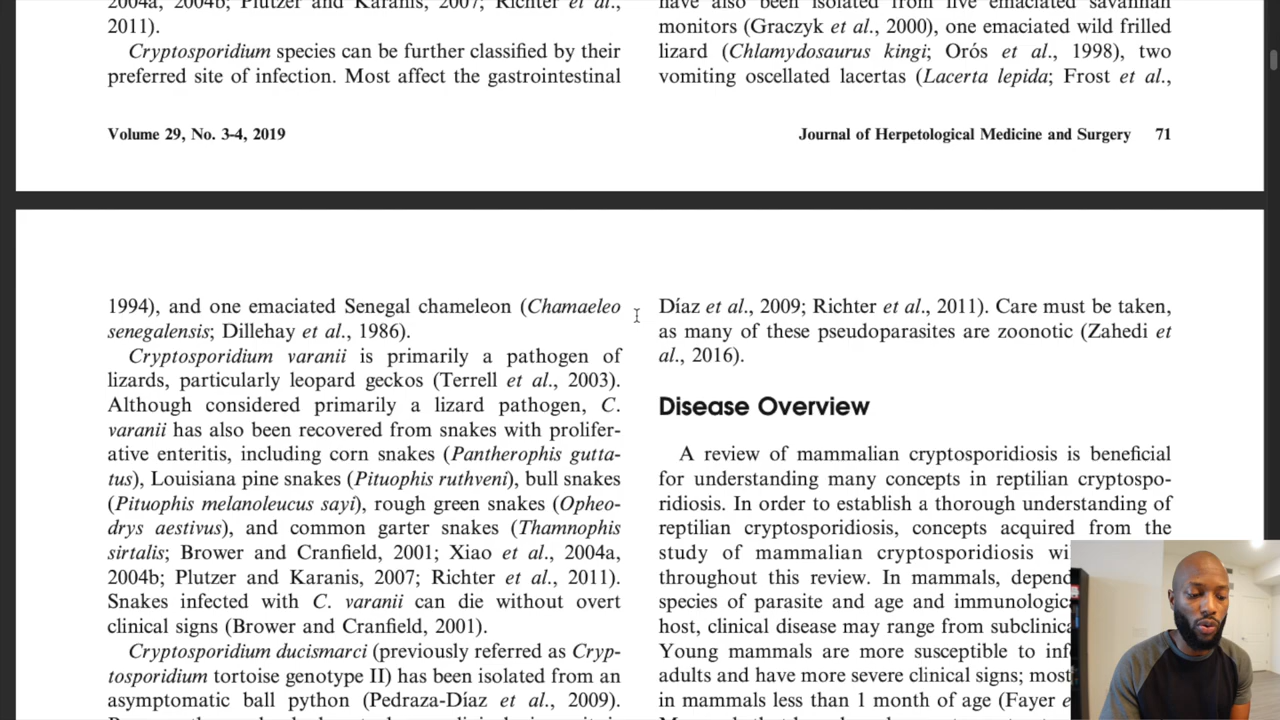 2004a, 2004b; Plutzer and Karanis, 2007; Richter et al.,
2011).
Cryptosporidium species can be further classified by their
preferred site of infection. Most affect the gastrointestinal
have also been isolated from five emaciated savannah
monitors (Graczyk et al., 2000), one emaciated wild frilled
lizard (Chlamydosaurus kingi; Orós et al., 1998), two
vomiting oscellated lacertas (Lacerta lepida; Frost et al.,
Volume 29, No. 3-4, 2019
Journal of Herpetological Medicine and Surgery 71
1994), and one emaciated Senegal chameleon (Chamaeleo
senegalensis; Dillehay et al., 1986).
Cryptosporidium varanii is primarily a pathogen of
lizards, particularly leopard geckos (Terrell et al., 2003).
Although considered primarily a lizard pathogen, C.
varanii has also been recovered from snakes with prolifer-
ative enteritis, including corn snakes (Pantherophis gutta-
tus), Louisiana pine snakes (Pituophis ruthveni), bull snakes
(Pituophis melanoleucus sayi), rough green snakes (Opheo-
drys aestivus), and common garter snakes (Thamnophis
sirtalis; Brower and Cranfield, 2001; Xiao et al., 2004a,
2004b; Plutzer and Karanis, 2007; Richter et al., 2011).
Snakes infected with C. varanii can die without overt
clinical signs (Brower and Cranfield, 2001).
Cryptosporidium ducismarci (previously referred as Cryp-
tosporidium tortoise genotype II) has been isolated from an
asymptomatic ball python (Pedraza-Díaz et al., 2009).
Díaz et al., 2009; Richter et al., 2011). Care must be taken,
as many of these pseudoparasites are zoonotic (Zahedi et
al., 2016).
Disease Overview
A review of mammalian cryptosporidiosis is beneficial
for understanding many concepts in reptilian cryptospo-
ridiosis. In order to establish a thorough understanding of
reptilian cryptosporidiosis, concepts acquired from the
study of mammalian cryptosporidiosis wi
throughout this review. In mammals, depend
species of parasite and age and immunologic
host, clinical disease may range from subclinica
Young mammals are more susceptible to inf
adults and have more severe clinical signs; most
in mammals less than 1 month of age (Fayer e